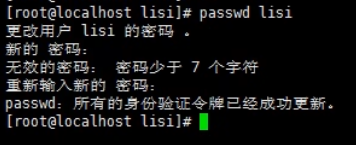 [root@localhost lisi]# passwd lisi
更改用户 lisi 的密码 。
新的 密码：
无效的密码： 密码少于 7 个字符
重新输入新的 密码：
passwd：所有的身份验证令牌已经成功更新。
[root@localhost lisi]#